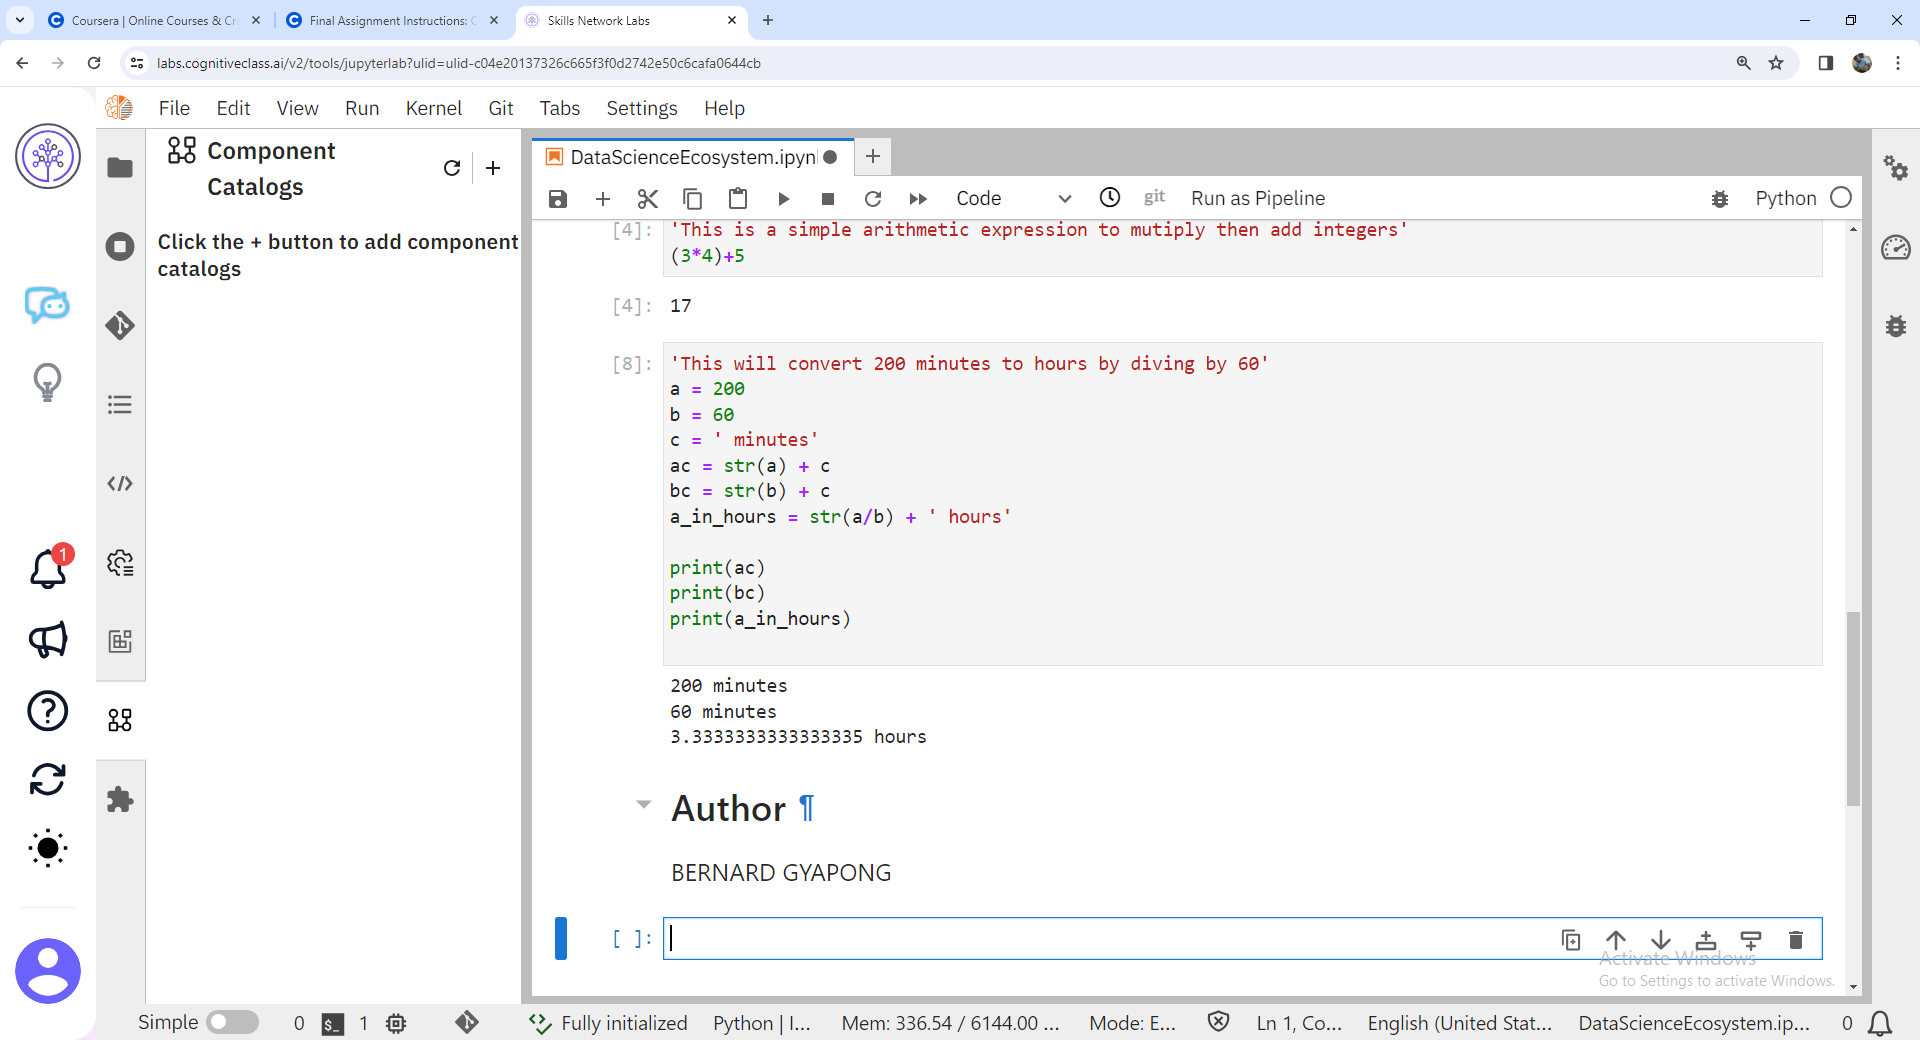 Coursera | Online Courses & Cr
Final Assignment Instructions: C
Skills Network Labs
labs.cognitiveclass.ai/v2/tools/jupyterlab?ulid=ulid-c04e20137326c665f3f0d2742e50c6cafa0644cb
File Edit View Run Kernel Git Tabs Settings Help
Component
Catalogs
Click the + button to add component
catalogs
DataScienceEcosystem.ipyn
Code
git
Run as Pipeline
Python
[4]: 'This is a simple arithmetic expression to mutiply then add integers'
(3*4)+5
[4]: 17
[8]: 'This will convert 200 minutes to hours by diving by 60'
a = 200
b = 60
c = ' minutes'
ac = str(a) + c
bc = str(b) + c
a_in_hours = str(a/b) + ' hours'
print(ac)
print(bc)
print(a_in_hours)
200 minutes
60 minutes
3.3333333333333335 hours
Author ¶
BERNARD GYAPONG
[ ]:
Activate Windows
Go to Settings to activate Windows.
1
Simple
0
$_
1
Fully initialized
Python | I...
Mem: 336.54 / 6144.00 ...
Mode: E...
Ln 1, Co...
English (United Stat...
DataScienceEcosystem.ip...
0